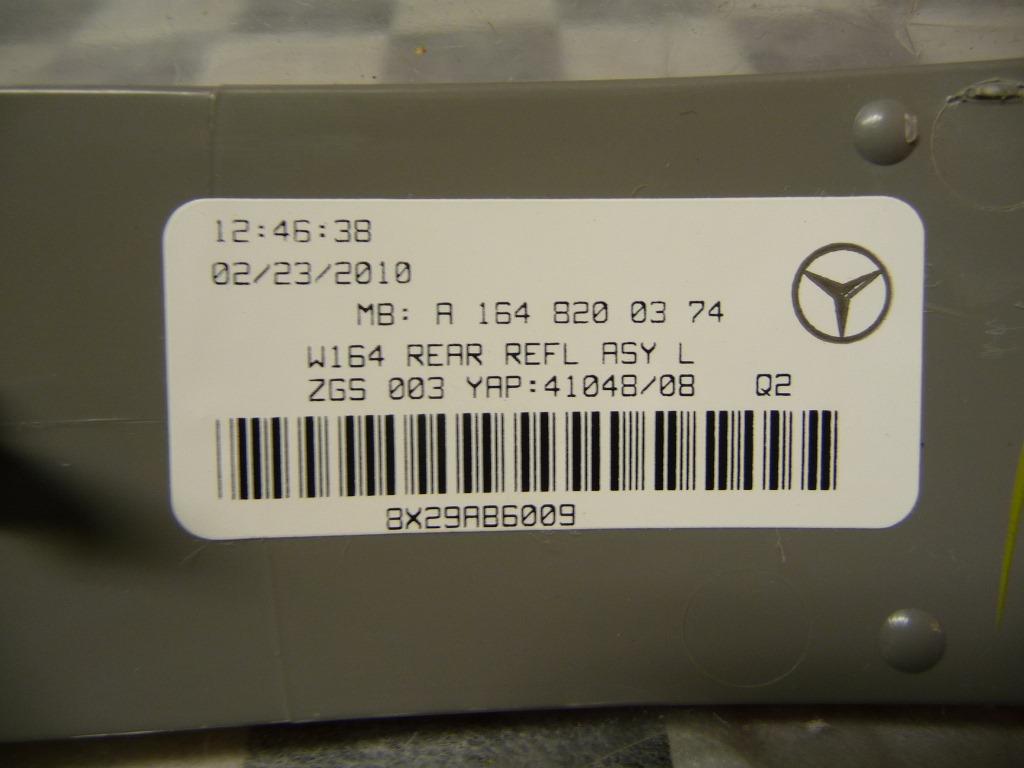 12:46:38
02/23/2010
MB: A 164 820 03 74
W164 REAR REFL ASY L
ZGS 003 YAP:41048/08 Q2
8X29AB6009